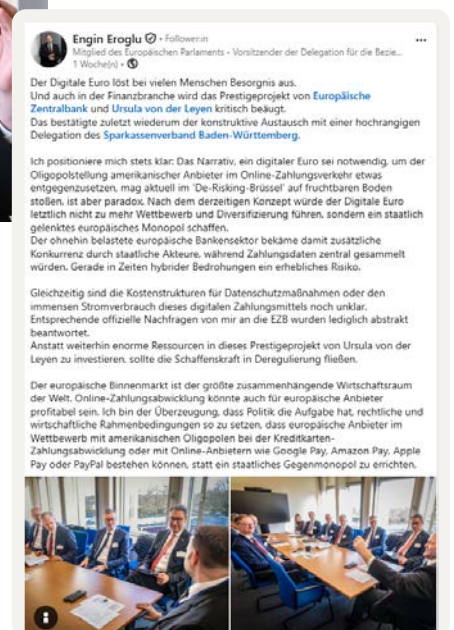 Engin Eroglu • Follower:in
Mitglied des Europäischen Parlaments - Vorsitzender der Delegation für die Bezie...
1 Woche(n) •
Der Digitale Euro löst bei vielen Menschen Besorgnis aus.
Und auch in der Finanzbranche wird das Prestigeprojekt von Europäische
Zentralbank und Ursula von der Leyen kritisch beäugt.
Das bestätigte zuletzt wiederum der konstruktive Austausch mit einer hochrangigen
Delegation des Sparkassenverband Baden-Württemberg.
Ich positioniere mich stets klar: Das Narrativ, ein digitaler Euro sei notwendig, um der
Oligopolstellung amerikanischer Anbieter im Online-Zahlungsverkehr etwas
entgegenzusetzen, mag aktuell im 'De-Risking-Brüssel' auf fruchtbaren Boden
stoßen, ist aber paradox. Nach dem derzeitigen Konzept würde der Digitale Euro
letztlich nicht zu mehr Wettbewerb und Diversifizierung führen, sondern ein staatlich
gelenktes europäisches Monopol schaffen.
Der ohnehin belastete europäische Bankensektor bekäme damit zusätzliche
Konkurrenz durch staatliche Akteure, während Zahlungsdaten zentral gesammelt
würden. Gerade in Zeiten hybrider Bedrohungen ein erhebliches Risiko.
Gleichzeitig sind die Kostenstrukturen für Datenschutzmaßnahmen oder den
immensen Stromverbrauch dieses digitalen Zahlungsmittels noch unklar.
Entsprechende offizielle Nachfragen von mir an die EZB wurden lediglich abstrakt
beantwortet.
Anstatt weiterhin enorme Ressourcen in dieses Prestigeprojekt von Ursula von der
Leyen zu investieren, sollte die Schaffenskraft in Deregulierung fließen.
Der europäische Binnenmarkt ist der größte zusammenhängende Wirtschaftsraum
der Welt. Online-Zahlungsabwicklung könnte auch für europäische Anbieter
profitabel sein. Ich bin der Überzeugung, dass Politik die Aufgabe hat, rechtliche und
wirtschaftliche Rahmenbedingungen so zu setzen, dass europäische Anbieter im
Wettbewerb mit amerikanischen Oligopolen bei der Kreditkarten-
Zahlungsabwicklung oder mit Online-Anbietern wie Google Pay, Amazon Pay, Apple
Pay oder PayPal bestehen können, statt ein staatliches Gegenmonopol zu errichten.